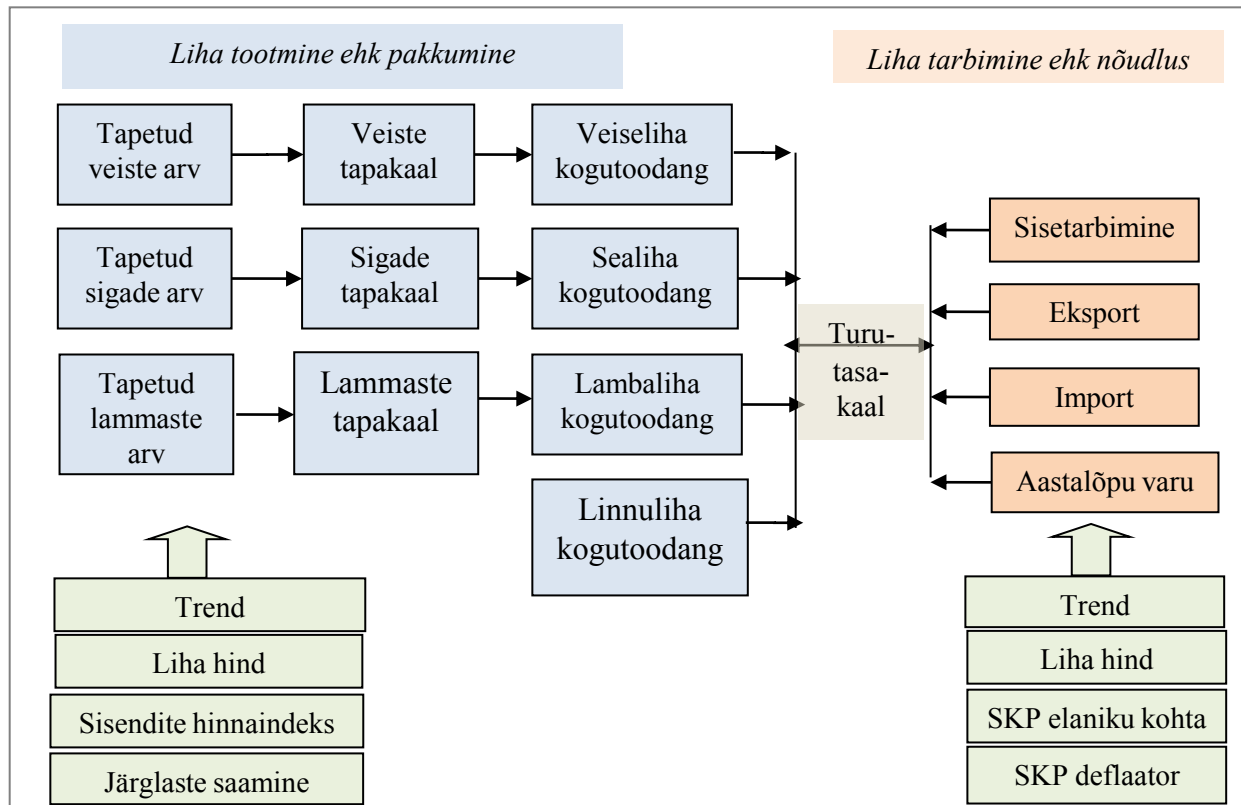 Liha tootmine ehk pakkumine
Liha tarbimine ehk nõudlus
Tapetud
veiste arv
Veiste
tapakaal
Veiseliha
kogutoodang
Tapetud
sigade arv
Sigade
tapakaal
Sealiha
kogutoodang
Tapetud
lammaste
arv
Lammaste
tapakaal
Lambaliha
kogutoodang
Linnuliha
kogutoodang
Turu-
tasa-
kaal
Sisetarbimine
Eksport
Import
Aastalõpu varu
Trend
Liha hind
Sisendite hinnaindeks
Järglaste saamine
Trend
Liha hind
SKP elaniku kohta
SKP deflaator